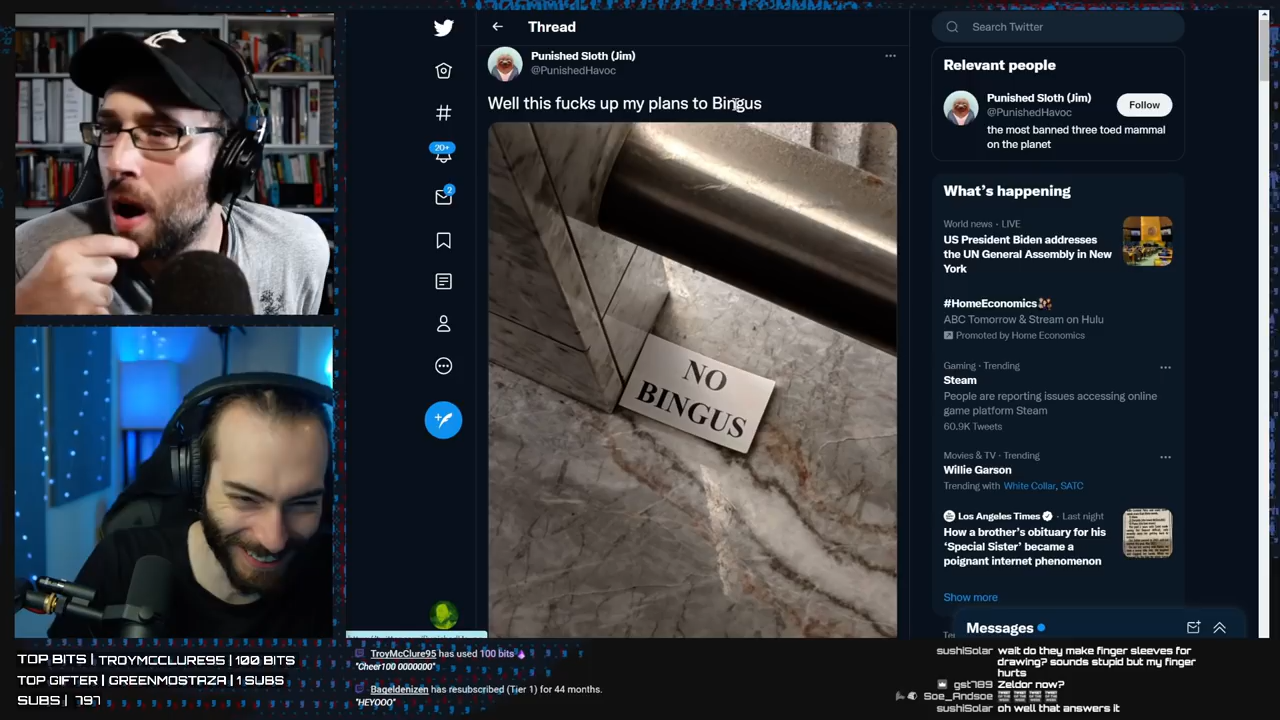 Thread
Punished Sloth (Jim)
@PunishedHavoc
Well this fucks up my plans to Bingus
NO
BINGUS
20+
2
Search Twitter
Relevant people
Punished Sloth (Jim)
@PunishedHavoc
Follow
the most banned three toed mammal
on the planet
What's happening
World news · LIVE
US President Biden addresses
the UN General Assembly in New
York
#HomeEconomics
ABC Tomorrow & Stream on Hulu
Promoted by Home Economics
Gaming · Trending
Steam
People are reporting issues accessing online
game platform Steam
60.9K Tweets
Movies & TV · Trending
Willie Garson
Trending with White Collar, SATC
Los Angeles Times · Last night
How a brother's obituary for his
'Special Sister' became a
poignant internet phenomenon
Show more
Messages
TOP BITS | TROYMCCLURE95 | 100 BITS
TOP GIFTER | GREENMOSTAZA | 1 SUBS
SUBS | 797
TroyMcClure95 has used 100 bits
"Cheer100 0000000"
Bageldenizen has resubscribed (Tier 1) for 44 months.
"HEYOOO"
sushiSolar wait do they make finger sleeves for
drawing? sounds stupid but my finger
hurts
gst789 Zeldor now?
Soe_Andsoe
sushiSolar oh well that answers it